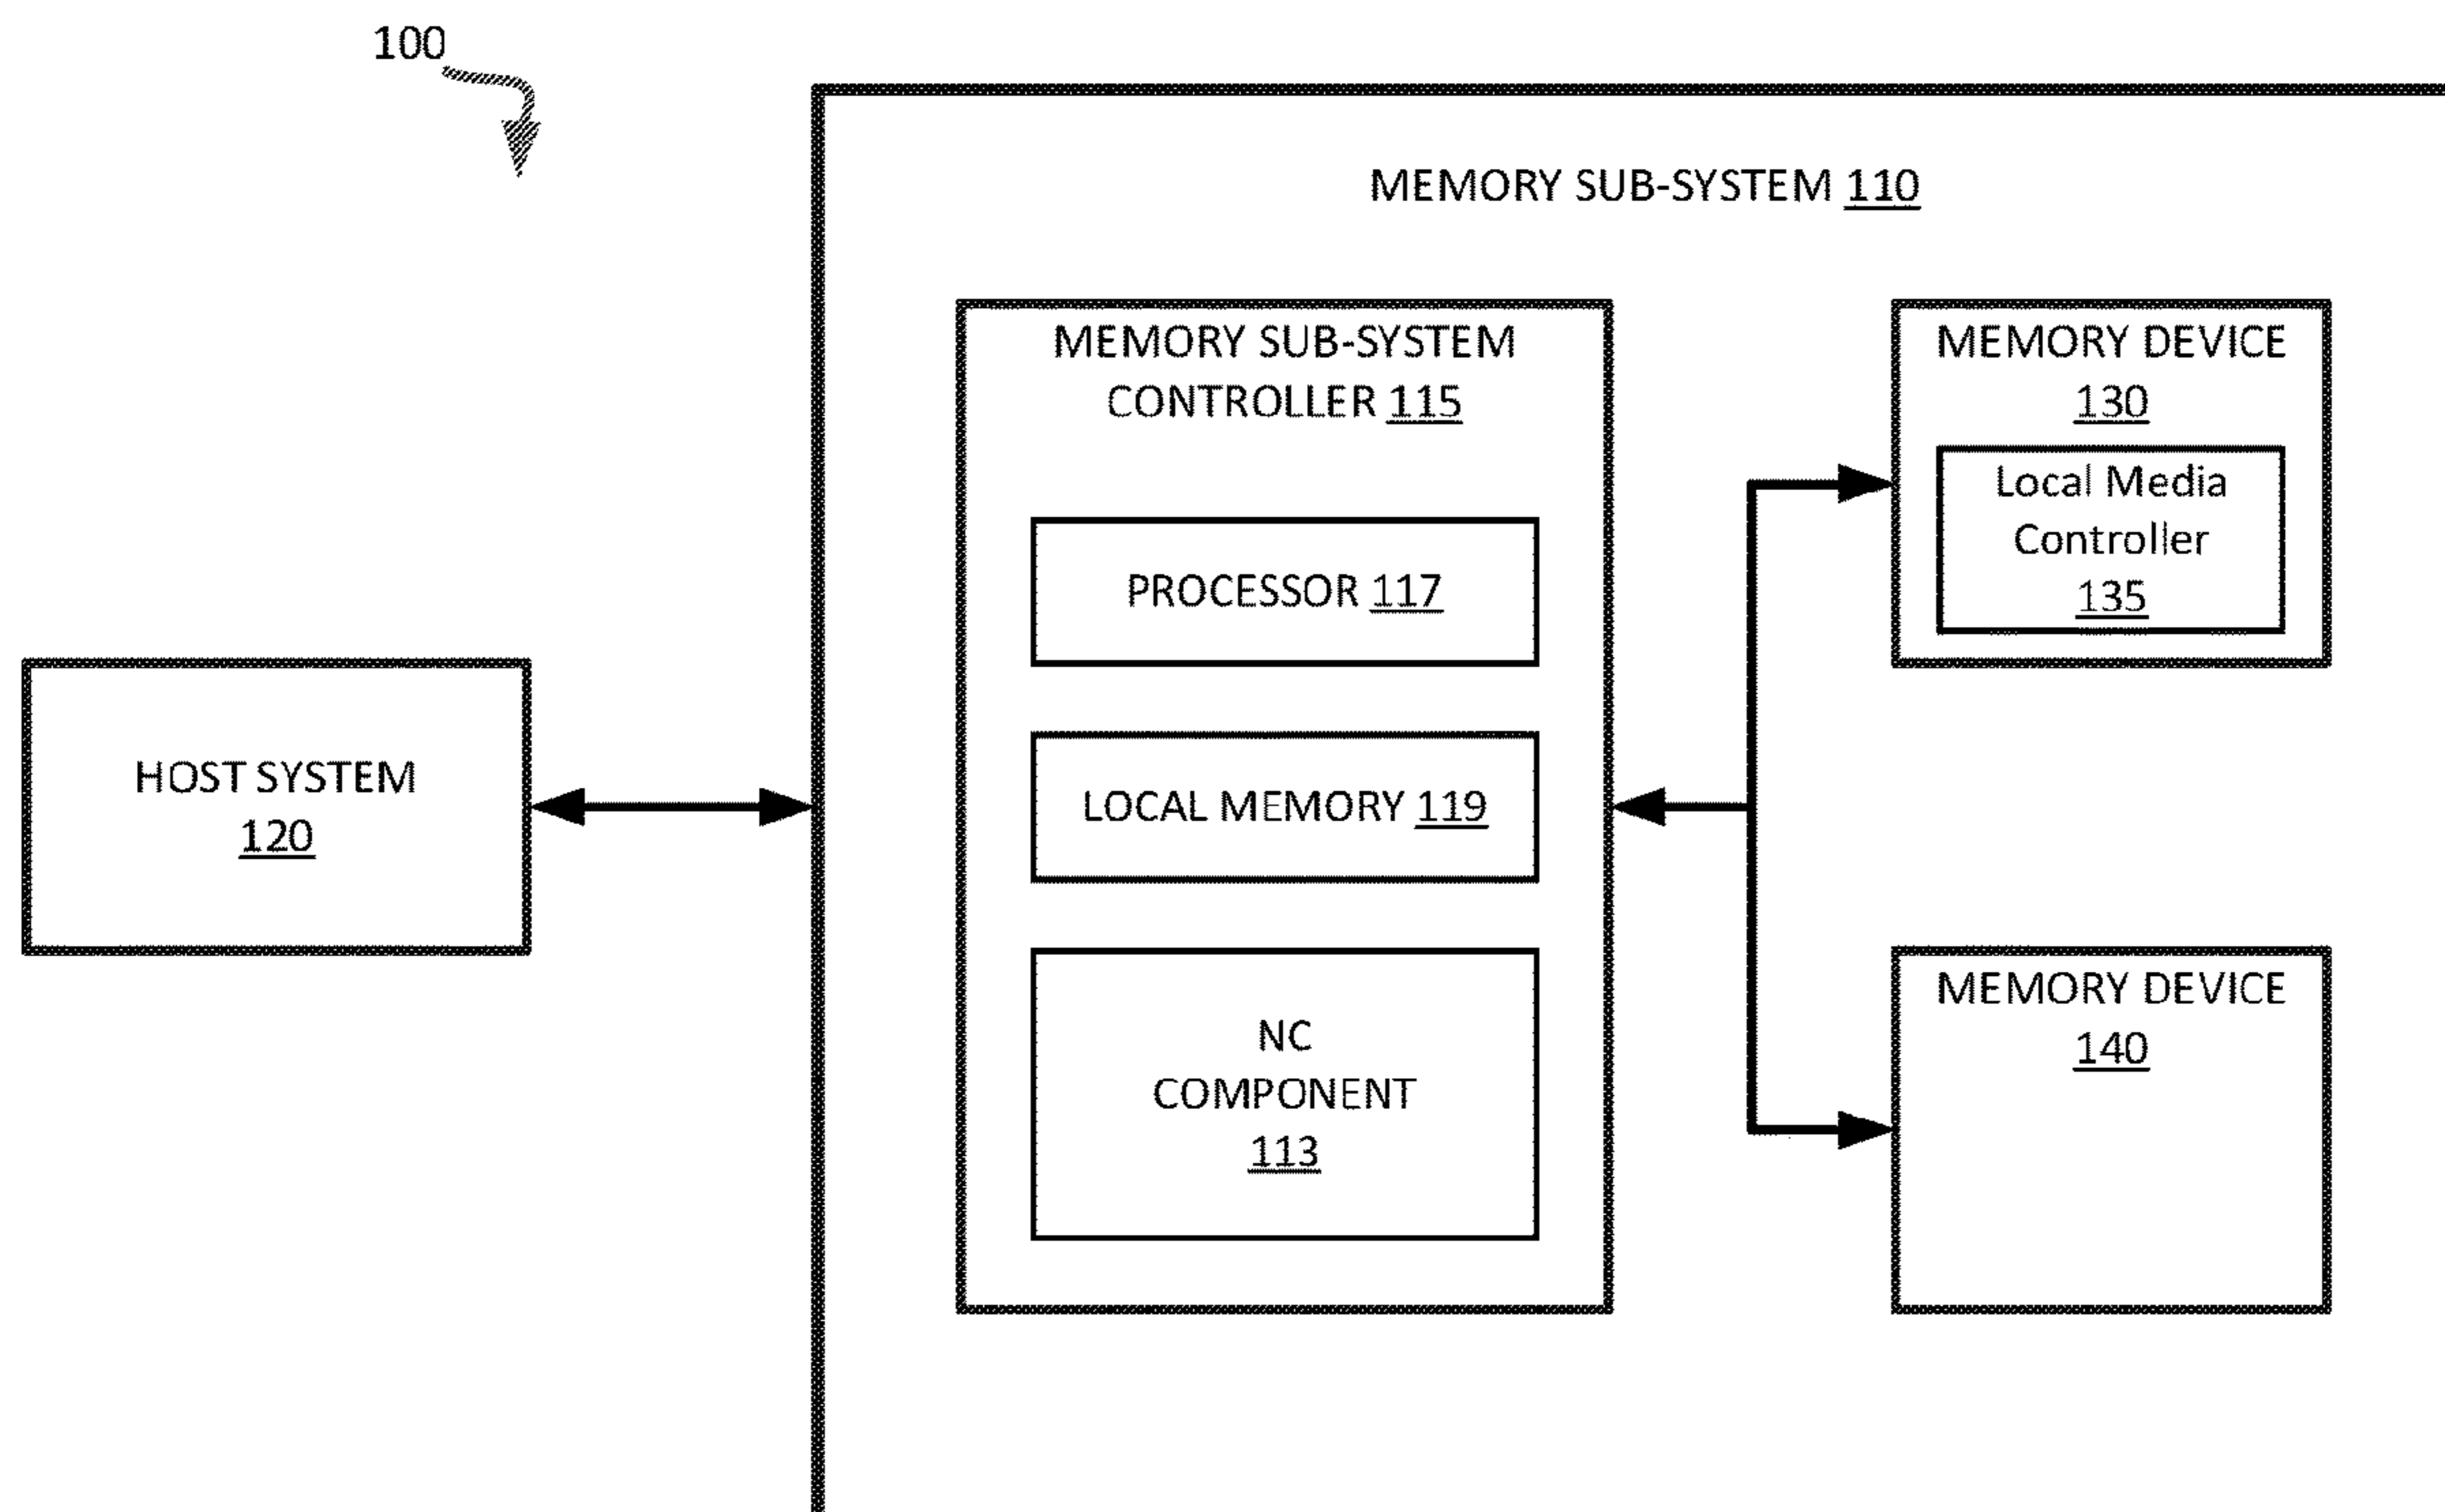 100
MEMORY SUB-SYSTEM 110
MEMORY SUB-SYSTEM
CONTROLLER 115
PROCESSOR 117
LOCAL MEMORY 119
NC
COMPONENT
113
MEMORY DEVICE
130
Local Media
Controller
135
MEMORY DEVICE
140
HOST SYSTEM
120